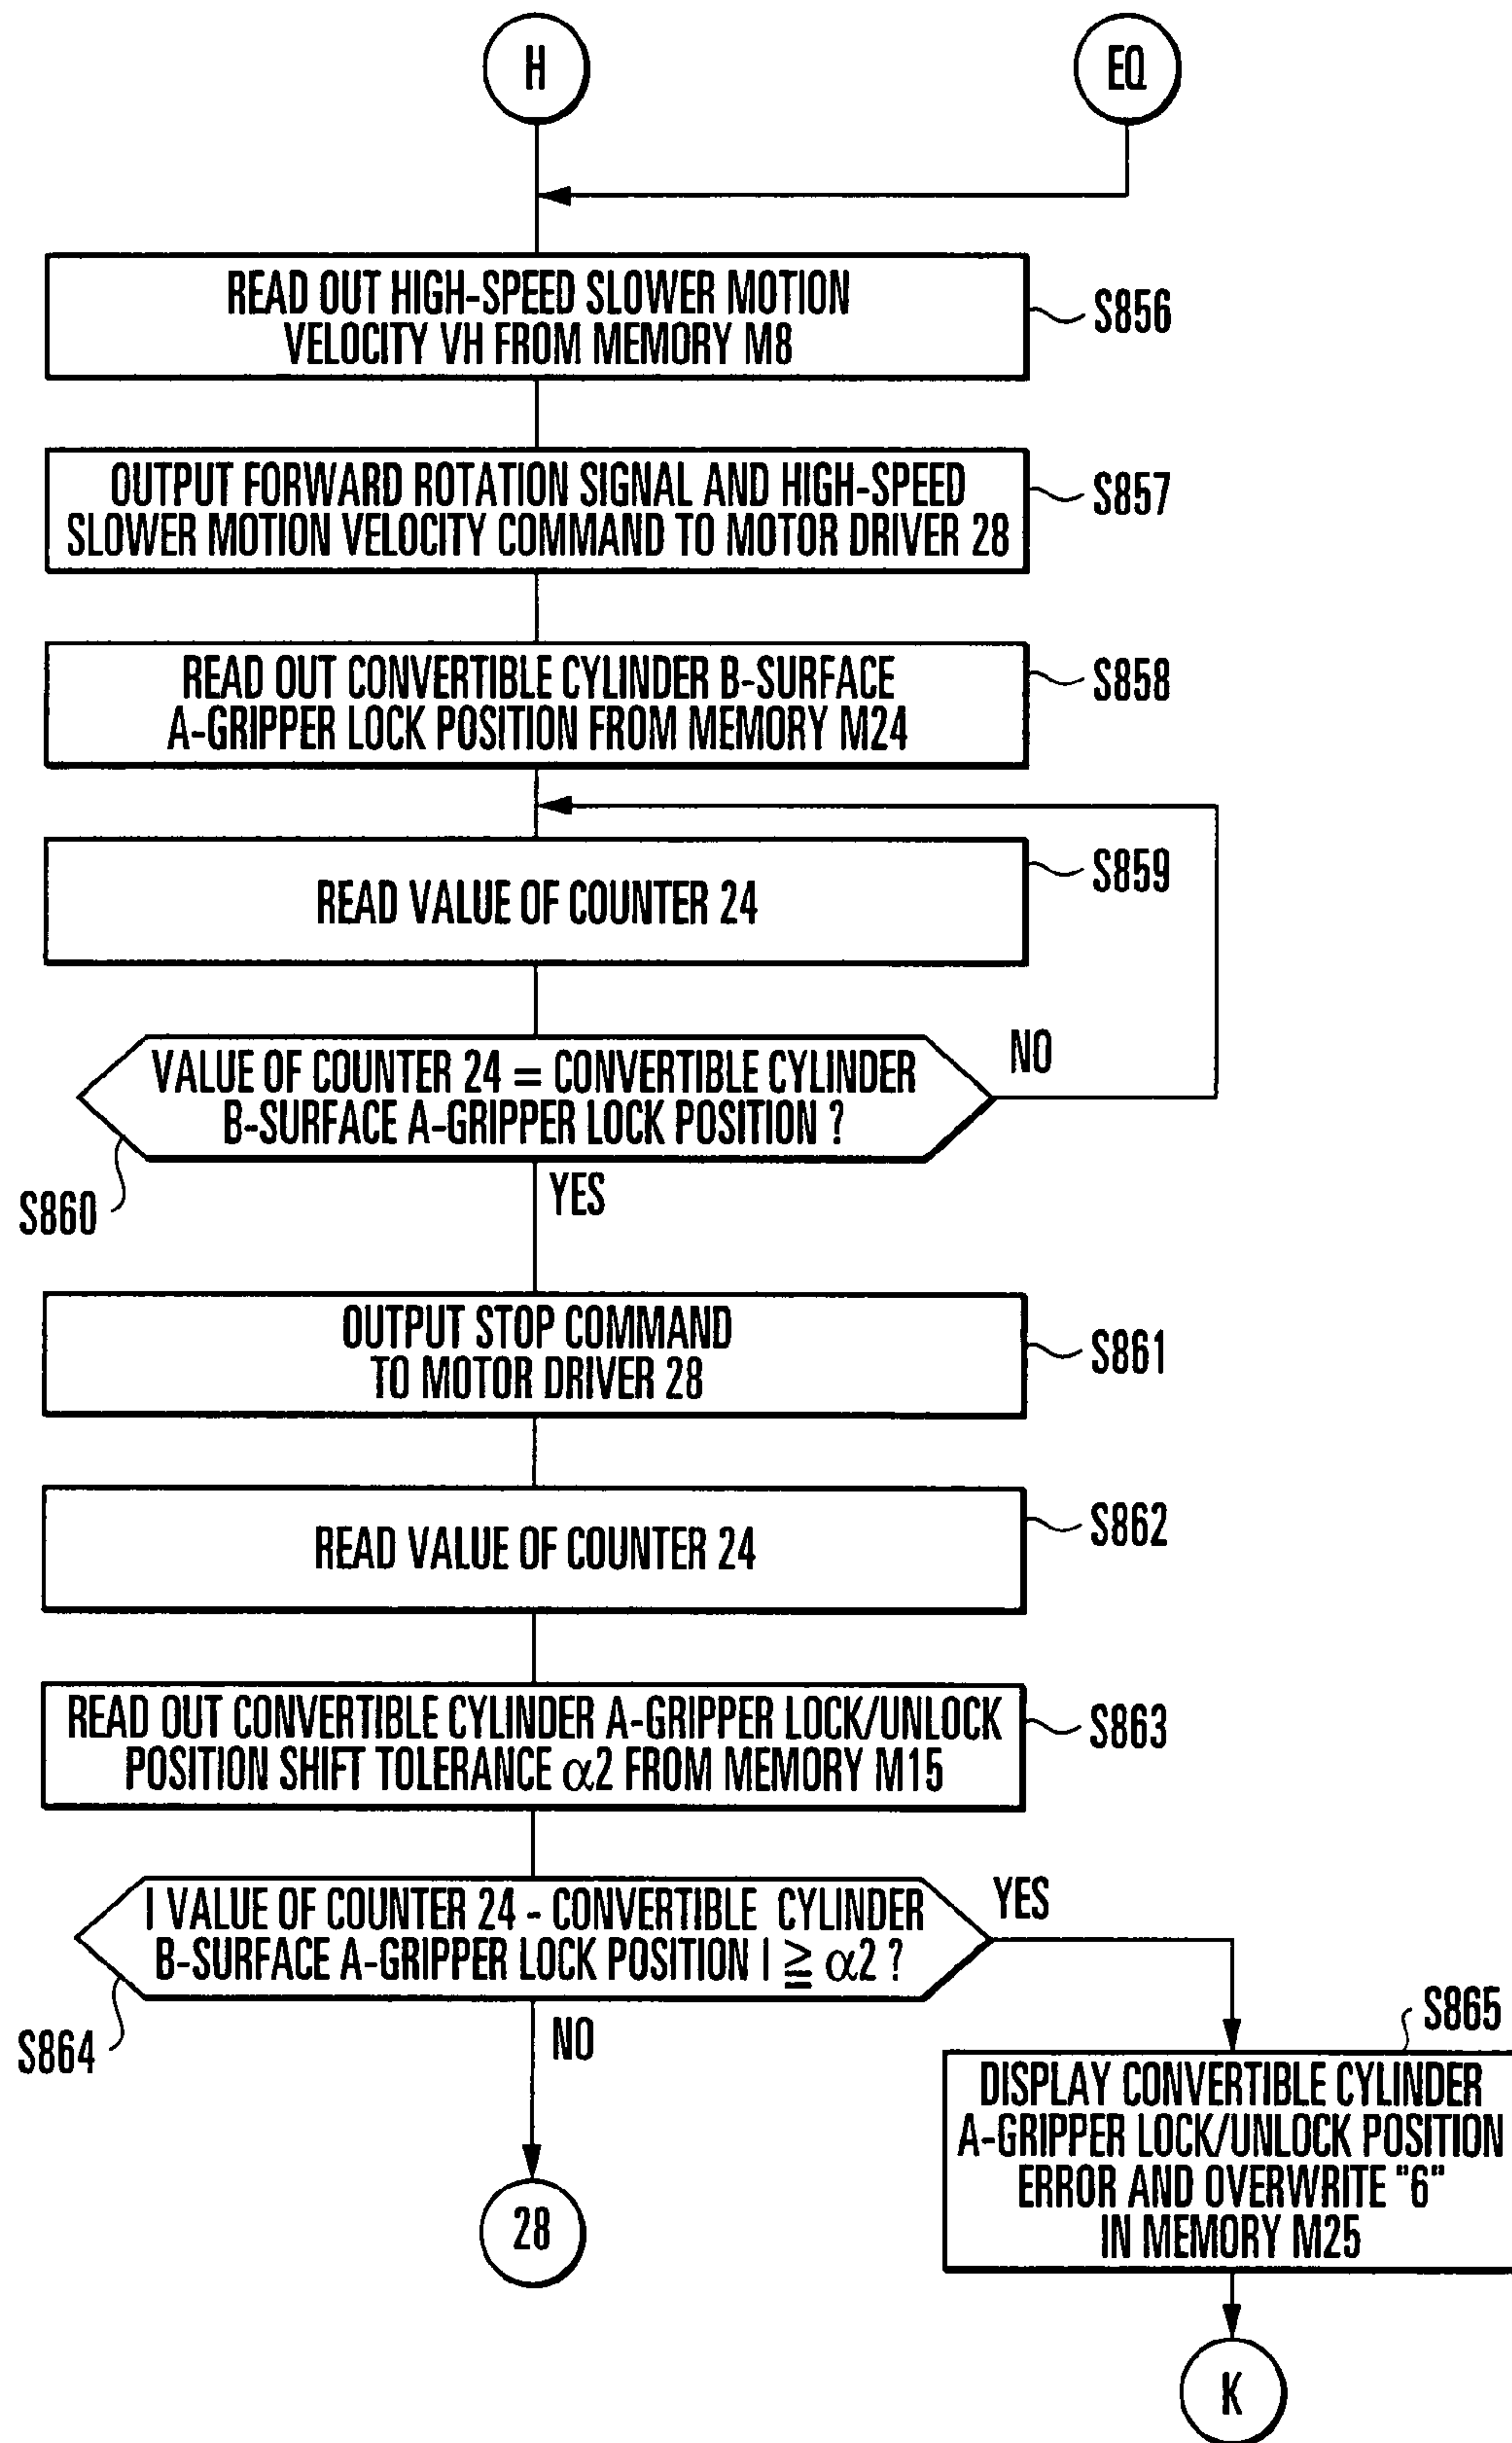 H
EQ
READ OUT HIGH-SPEED SLOWER MOTION
VELOCITY VH FROM MEMORY M8
S856
OUTPUT FORWARD ROTATION SIGNAL AND HIGH-SPEED
SLOWER MOTION VELOCITY COMMAND TO MOTOR DRIVER 28
S857
READ OUT CONVERTIBLE CYLINDER B-SURFACE
A-GRIPPER LOCK POSITION FROM MEMORY M24
S858
READ VALUE OF COUNTER 24
S859
VALUE OF COUNTER 24 = CONVERTIBLE CYLINDER
B-SURFACE A-GRIPPER LOCK POSITION ?
NO
S860
YES
OUTPUT STOP COMMAND
TO MOTOR DRIVER 28
S861
READ VALUE OF COUNTER 24
S862
READ OUT CONVERTIBLE CYLINDER A-GRIPPER LOCK/UNLOCK
POSITION SHIFT TOLERANCE α2 FROM MEMORY M15
S863
| VALUE OF COUNTER 24 - CONVERTIBLE CYLINDER
B-SURFACE A-GRIPPER LOCK POSITION | ≧ α2 ?
YES
S864
NO
S865
DISPLAY CONVERTIBLE CYLINDER
A-GRIPPER LOCK/UNLOCK POSITION
ERROR AND OVERWRITE "6"
IN MEMORY M25
28
K